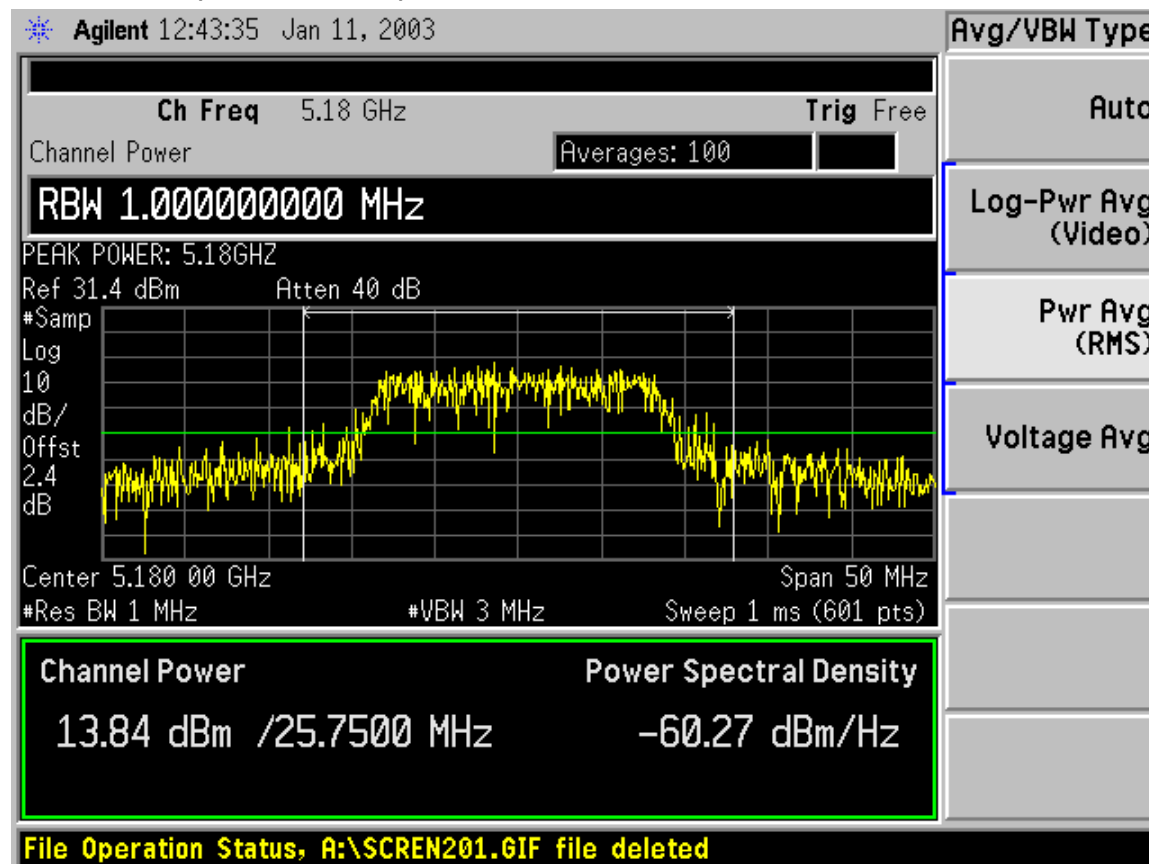 Agilent 12:43:35 Jan 11, 2003
Avg/VBW Type
Ch Freq 5.18 GHz Trig Free
Auto
Channel Power Averages: 100
RBW 1.000000000 MHz
Log-Pwr Avg
(Video)
PEAK POWER: 5.18GHZ
Ref 31.4 dBm Atten 40 dB
Pwr Avg
(RMS)
#Samp
Log
10
dB/
Offst
2.4
dB
Voltage Avg
Center 5.180 00 GHz Span 50 MHz
#Res BW 1 MHz #VBW 3 MHz Sweep 1 ms (601 pts)
Channel Power Power Spectral Density
13.84 dBm /25.7500 MHz -60.27 dBm/Hz
File Operation Status, A:\SCREN201.GIF file deleted